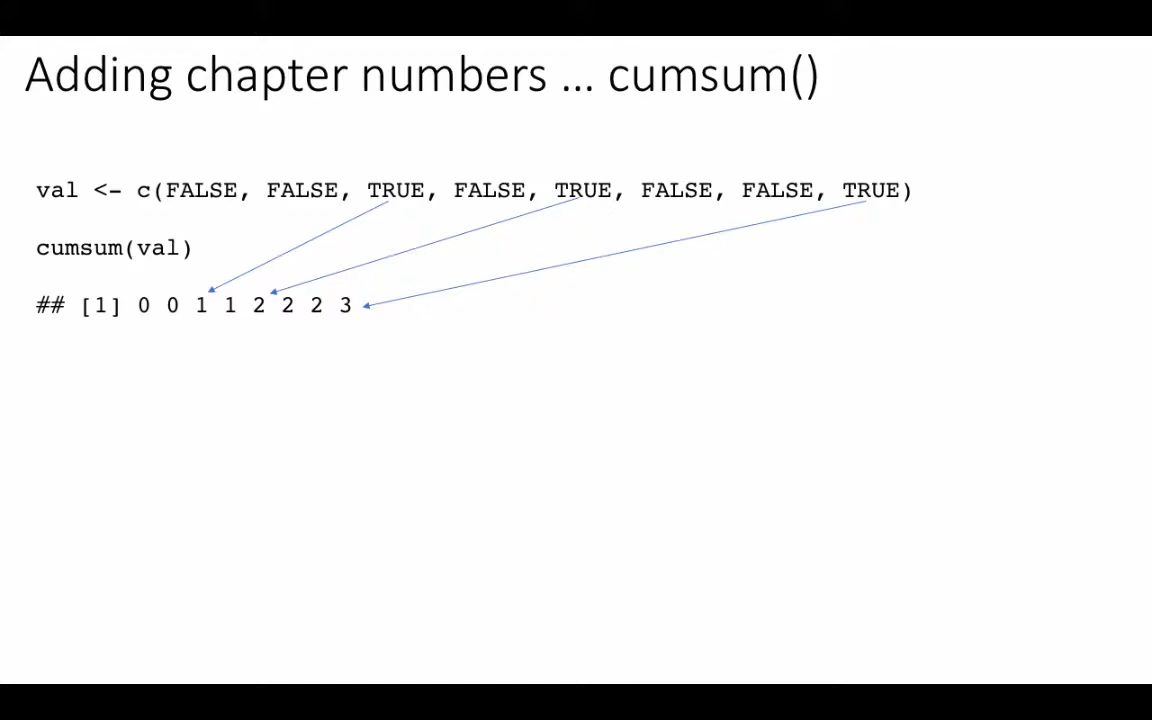 Adding chapter numbers … cumsum()
val <- c(FALSE, FALSE, TRUE, FALSE, TRUE, FALSE, FALSE, TRUE)
cumsum(val)
## [1] 0 0 1 1 2 2 2 3